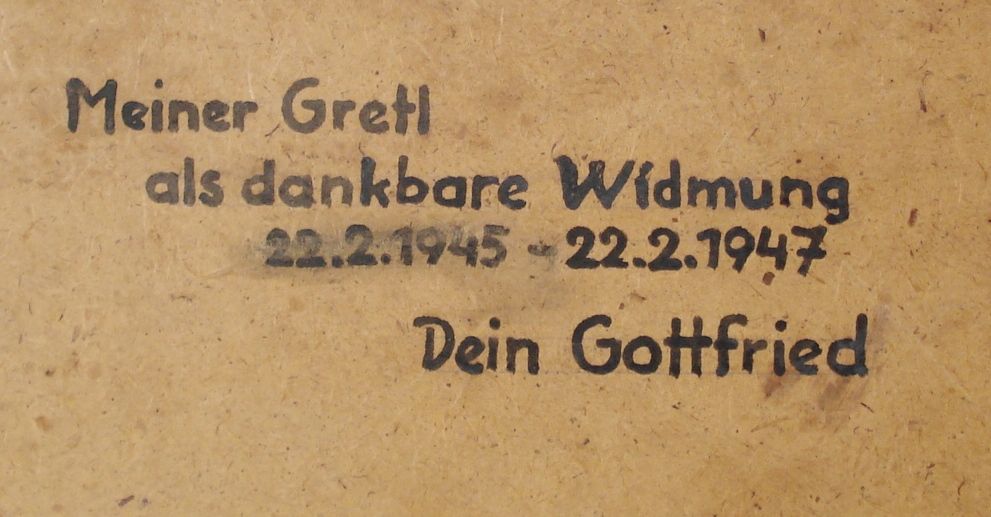 Meiner Gretl
als dankbare Widmung
22.2.1945 - 22.2.1947
Dein Gottfried